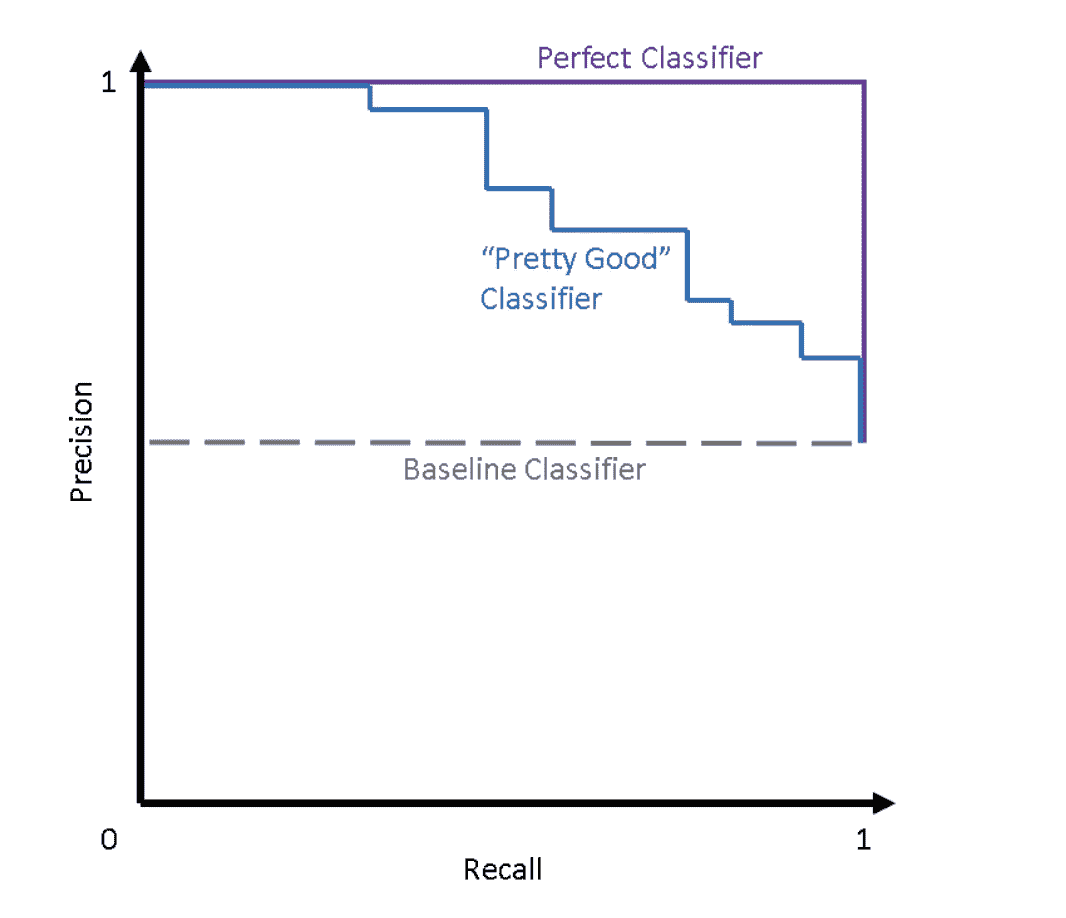 Perfect Classifier
1
“Pretty Good”
Classifier
Precision
Baseline Classifier
0
1
Recall